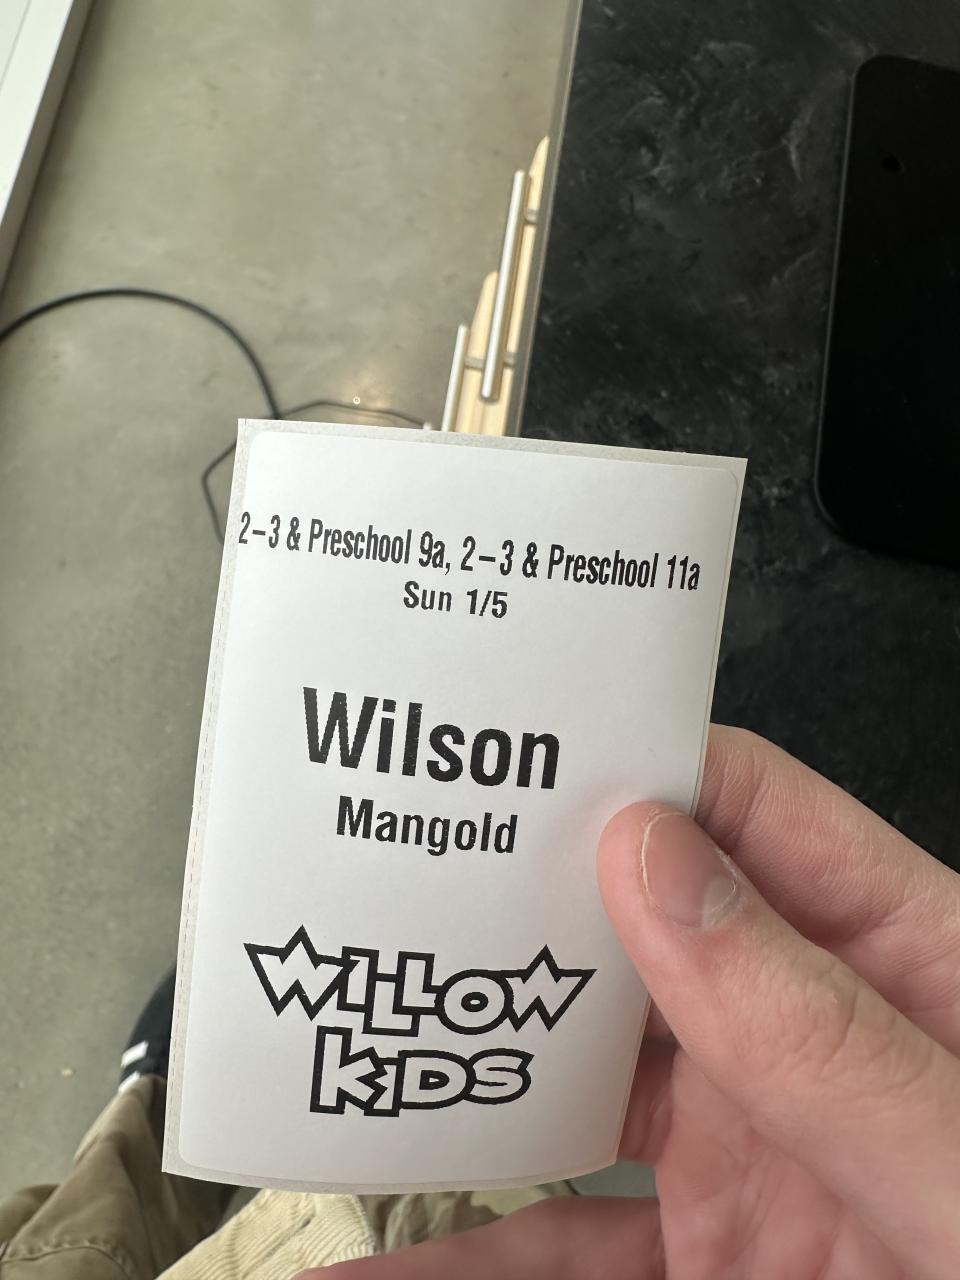 2-3 & Preschool 9a, 2-3 & Preschool 11a
Sun 1/5
Wilson
Mangold
WILLOW
KIDS